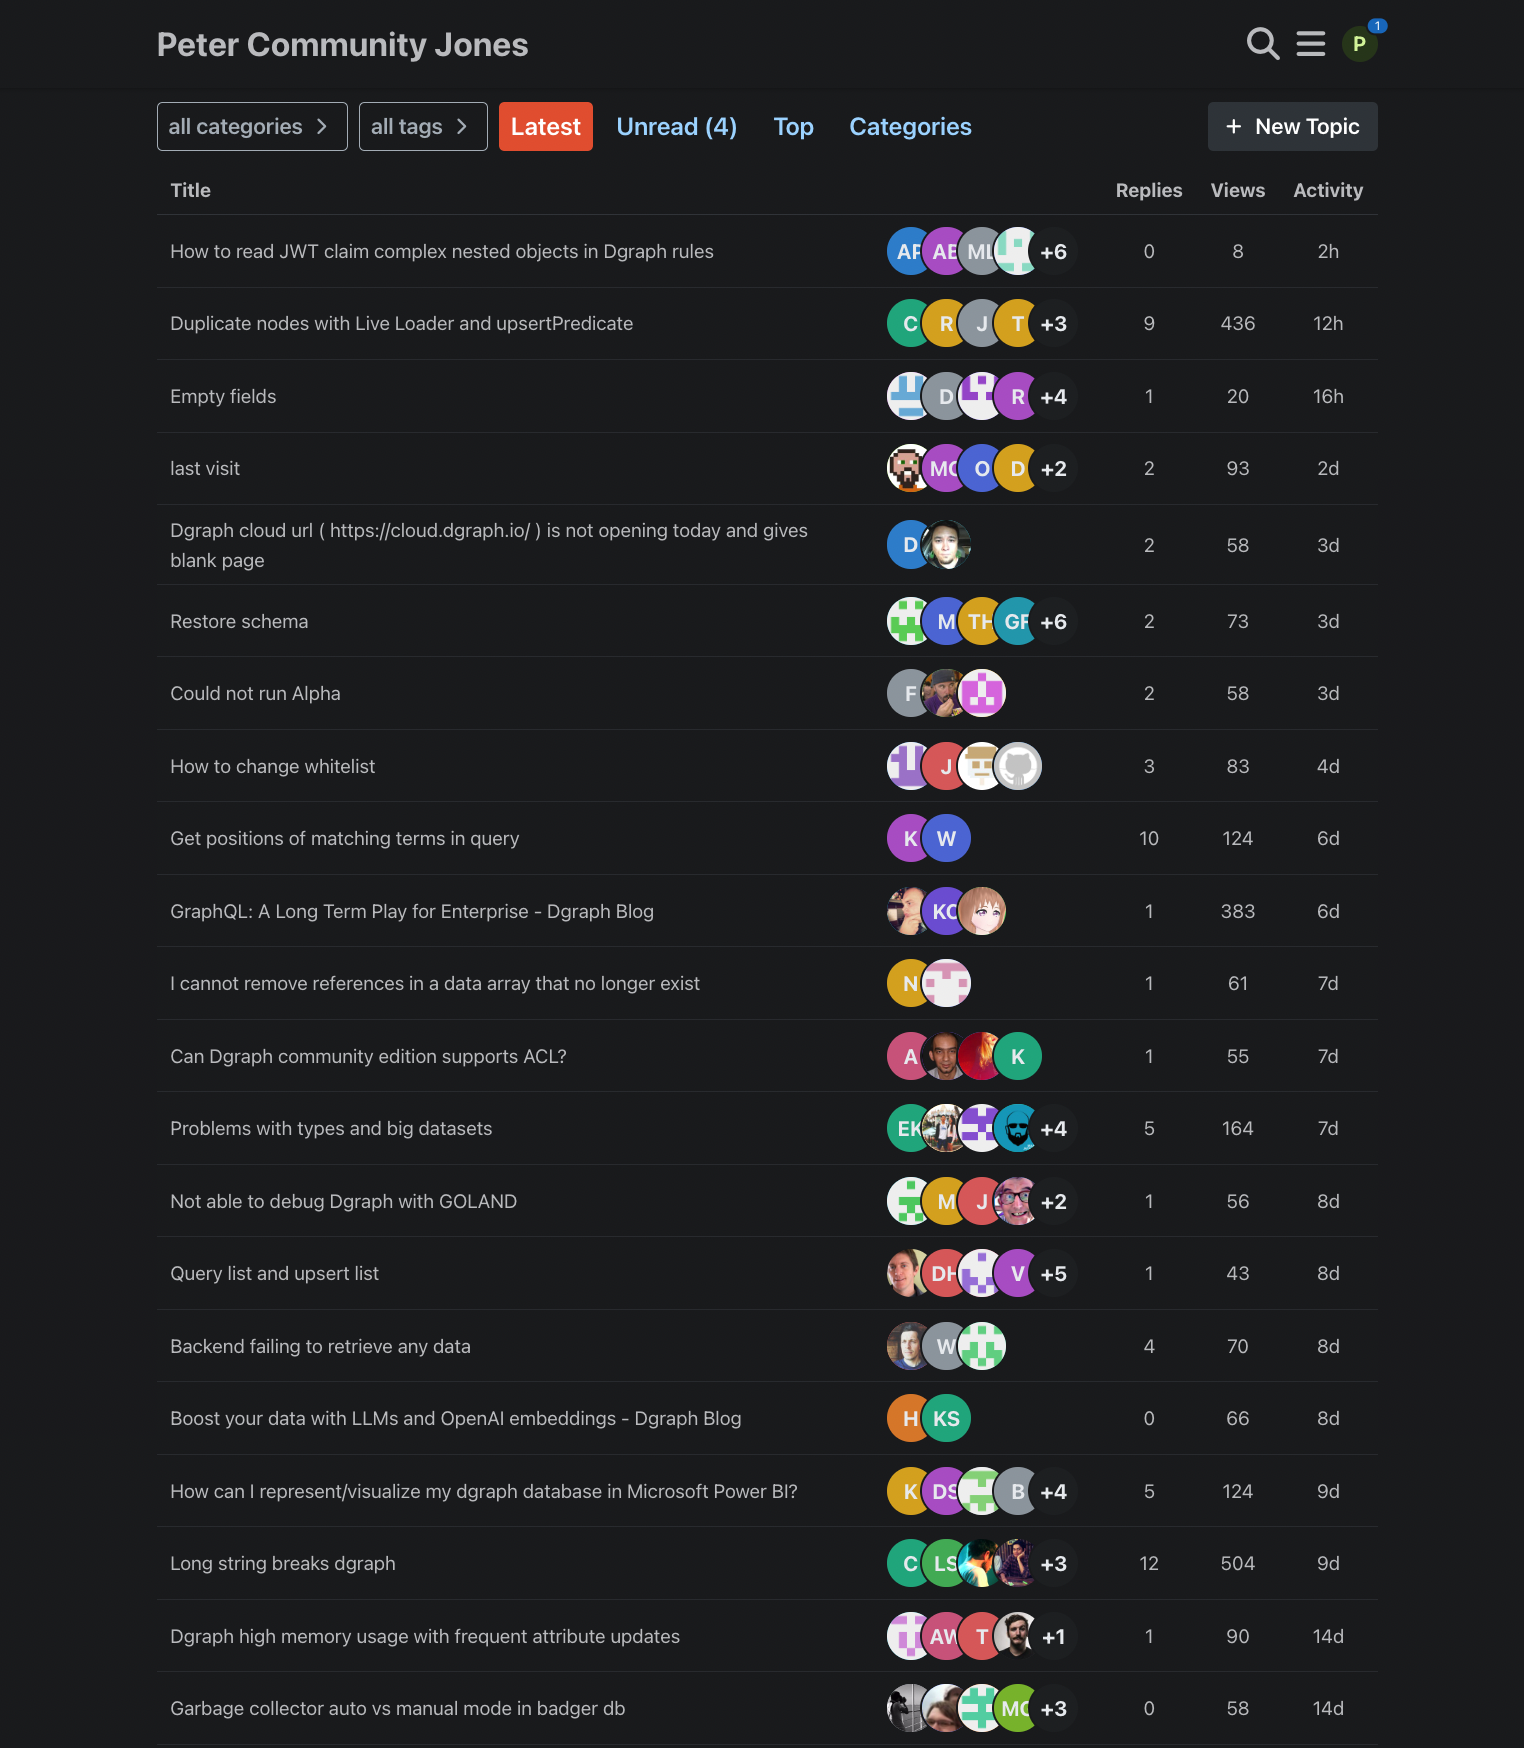 Peter Community Jones
P
1
all categories
all tags
Latest
Unread (4)
Top
Categories
+ New Topic
Title Replies Views Activity
How to read JWT claim complex nested objects in Dgraph rules +6 0 8 2h
Duplicate nodes with Live Loader and upsertPredicate C R J T +3 9 436 12h
Empty fields D R +4 1 20 16h
last visit O D +2 2 93 2d
Dgraph cloud url ( https://cloud.dgraph.io/ ) is not opening today and gives
blank page D 2 58 3d
Restore schema M +6 2 73 3d
Could not run Alpha F 2 58 3d
How to change whitelist J 3 83 4d
Get positions of matching terms in query K W 10 124 6d
GraphQL: A Long Term Play for Enterprise - Dgraph Blog 1 383 6d
I cannot remove references in a data array that no longer exist N 1 61 7d
Can Dgraph community edition supports ACL? A K 1 55 7d
Problems with types and big datasets EK +4 5 164 7d
Not able to debug Dgraph with GOLAND M J +2 1 56 8d
Query list and upsert list DH V +5 1 43 8d
Backend failing to retrieve any data W 4 70 8d
Boost your data with LLMs and OpenAI embeddings - Dgraph Blog H KS 0 66 8d
How can I represent/visualize my dgraph database in Microsoft Power BI? K DS B +4 5 124 9d
Long string breaks dgraph C LS +3 12 504 9d
Dgraph high memory usage with frequent attribute updates AW T +1 1 90 14d
Garbage collector auto vs manual mode in badger db +3 0 58 14d